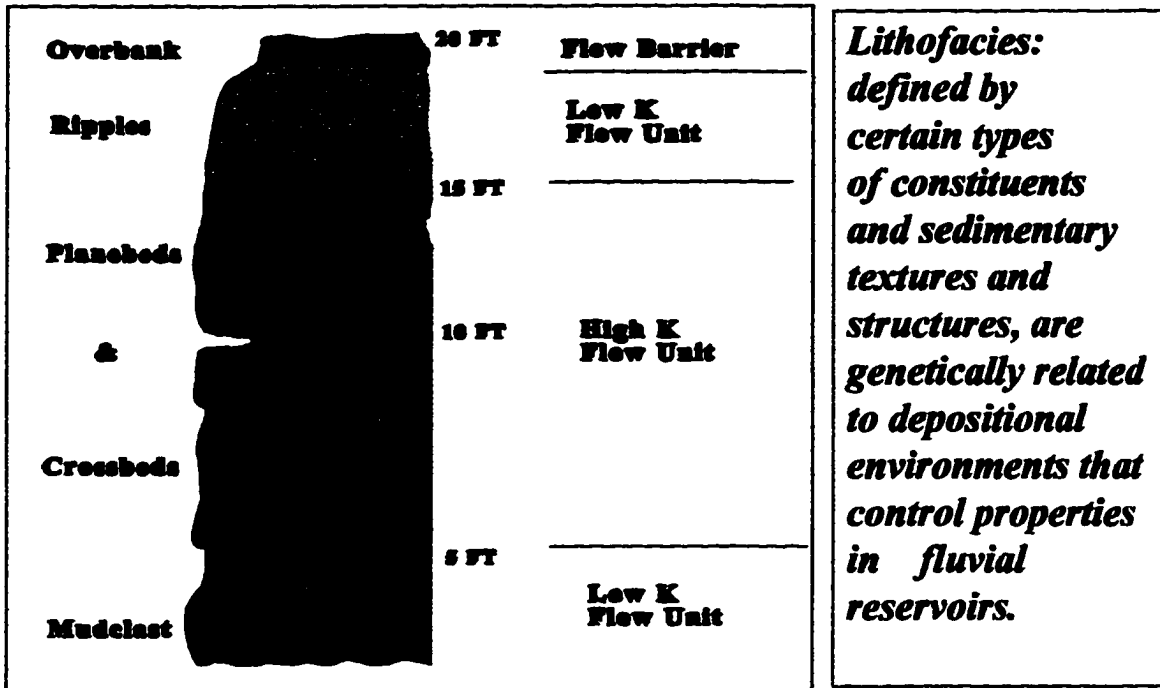 Overbank
20 FT
Flow Barrier
Ripples
Low K
Flow Unit
15 FT
Planebeds
10 FT
High K
Flow Unit
&
Crossbeds
5 FT
Low K
Flow Unit
Mudclast
Lithofacies:
defined by
certain types
of constituents
and sedimentary
textures and
structures, are
genetically related
to depositional
environments that
control properties
in fluvial
reservoirs.